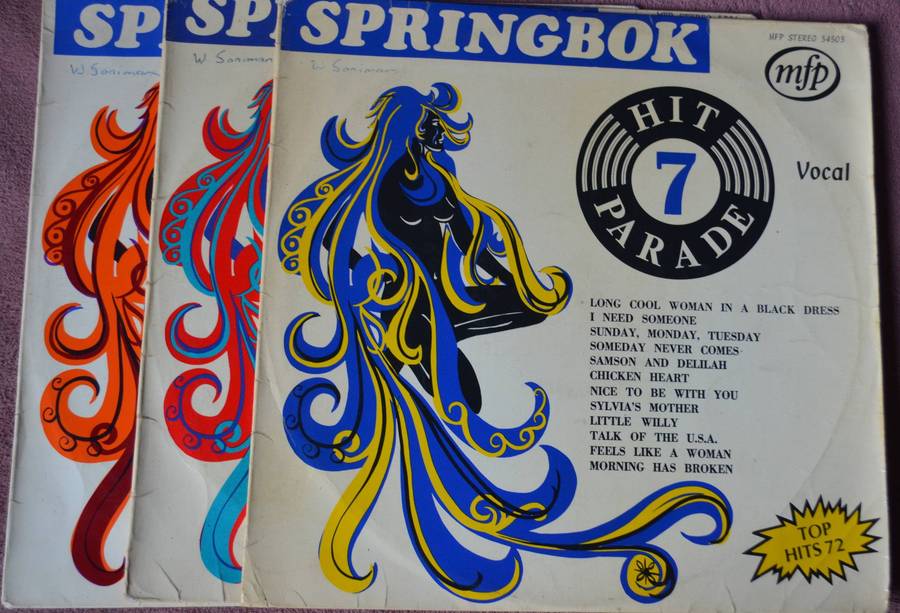 SP
SP
SPRINGBOK
MFP STEREO 54503
mfp
HIT
7
PARADE
Vocal
LONG COOL WOMAN IN A BLACK DRESS
I NEED SOMEONE
SUNDAY, MONDAY, TUESDAY
SOMEDAY NEVER COMES
SAMSON AND DELILAH
CHICKEN HEART
NICE TO BE WITH YOU
SYLVIA'S MOTHER
LITTLE WILLY
TALK OF THE U.S.A.
FEELS LIKE A WOMAN
MORNING HAS BROKEN
TOP
HITS 72